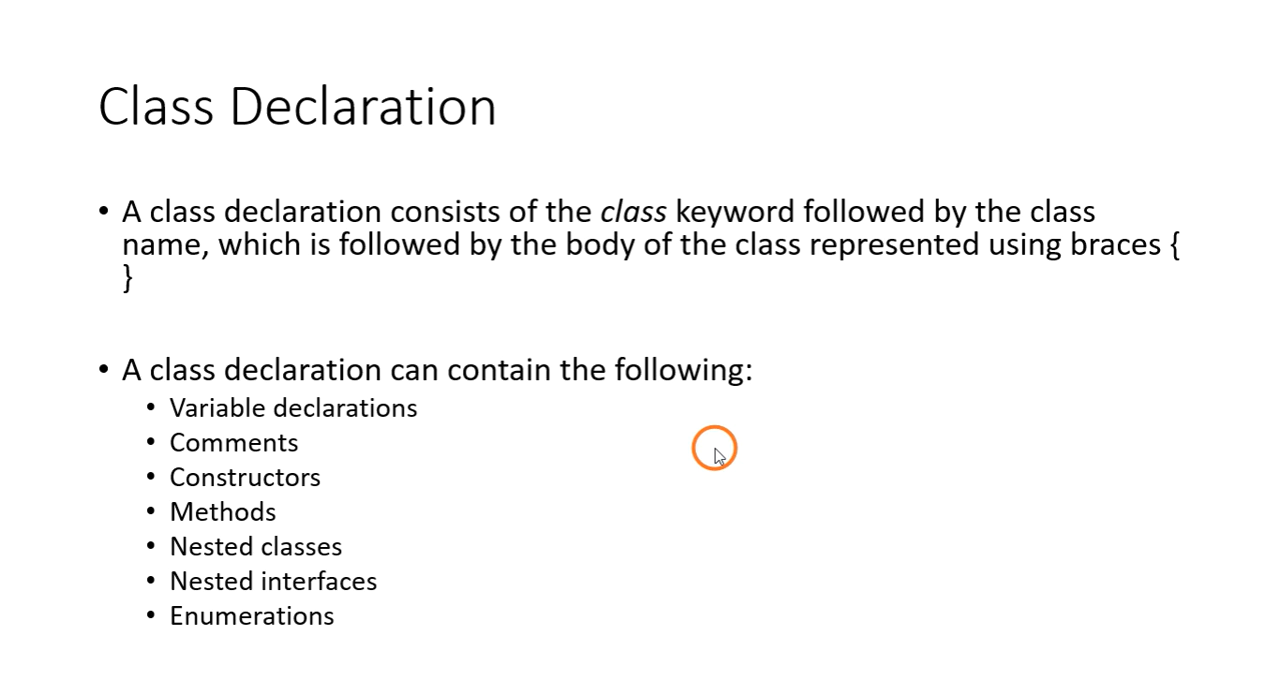 Class Declaration
• A class declaration consists of the class keyword followed by the class
name, which is followed by the body of the class represented using braces {
}
• A class declaration can contain the following:
• Variable declarations
• Comments
• Constructors
• Methods
• Nested classes
• Nested interfaces
• Enumerations